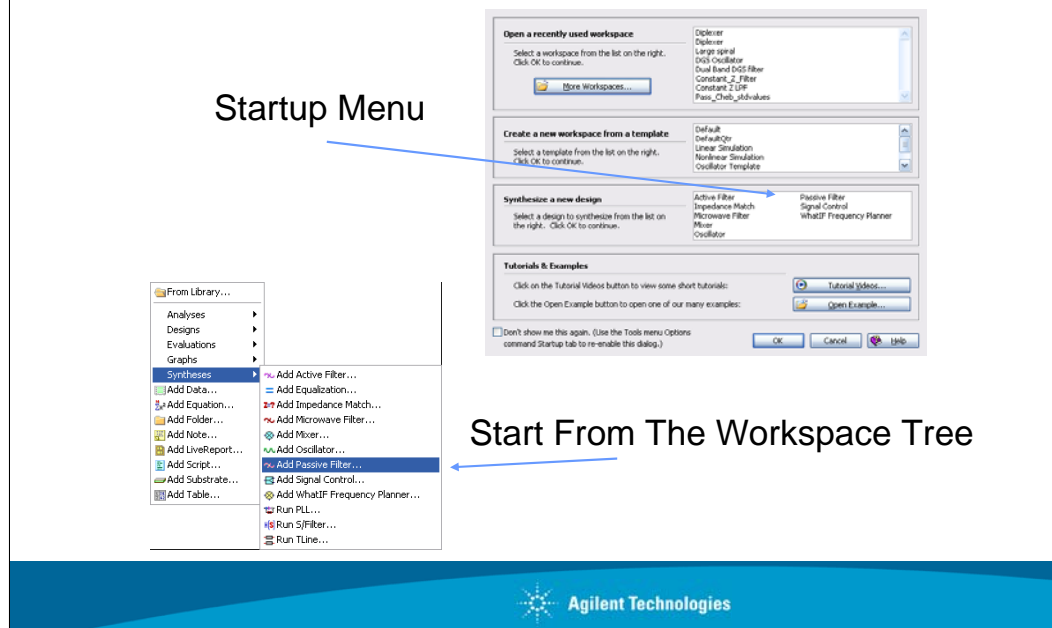 Startup Menu
Open a recently used workspace
Select a workspace from the list on the right.
Click OK to continue.
More Workspaces...
Diplexer
Diplexer
Large spiral
DGS Oscillator
Dual Band DGS filter
Constant_Z_Filter
Constant Z LPF
Pass_Cheb_stdvalues
Create a new workspace from a template
Select a template from the list on the right.
Click OK to continue.
Default
DefaultQtr
Linear Simulation
Nonlinear Simulation
Oscillator Template
Synthesize a new design
Select a design to synthesize from the list on
the right. Click OK to continue.
Active Filter
Impedance Match
Microwave Filter
Mixer
Oscillator
Passive Filter
Signal Control
WhatIF Frequency Planner
Tutorials & Examples
Click on the Tutorial Videos button to view some short tutorials:
Tutorial Videos...
Click the Open Example button to open one of our many examples:
Open Example...
Don't show me this again. (Use the Tools menu Options
command Startup tab to re-enable this dialog.)
OK
Cancel
Help
From Library...
Analyses
Designs
Evaluations
Graphs
Syntheses
Add Data...
Add Equation...
Add Folder...
Add Note...
Add LiveReport...
Add Script...
Add Substrate...
Add Table...
Add Active Filter...
Add Equalization...
Add Impedance Match...
Add Microwave Filter...
Add Mixer...
Add Oscillator...
Add Passive Filter...
Add Signal Control...
Add WhatIF Frequency Planner...
Run PLL...
Run S/Filter...
Run TLine...
Start From The Workspace Tree
Agilent Technologies